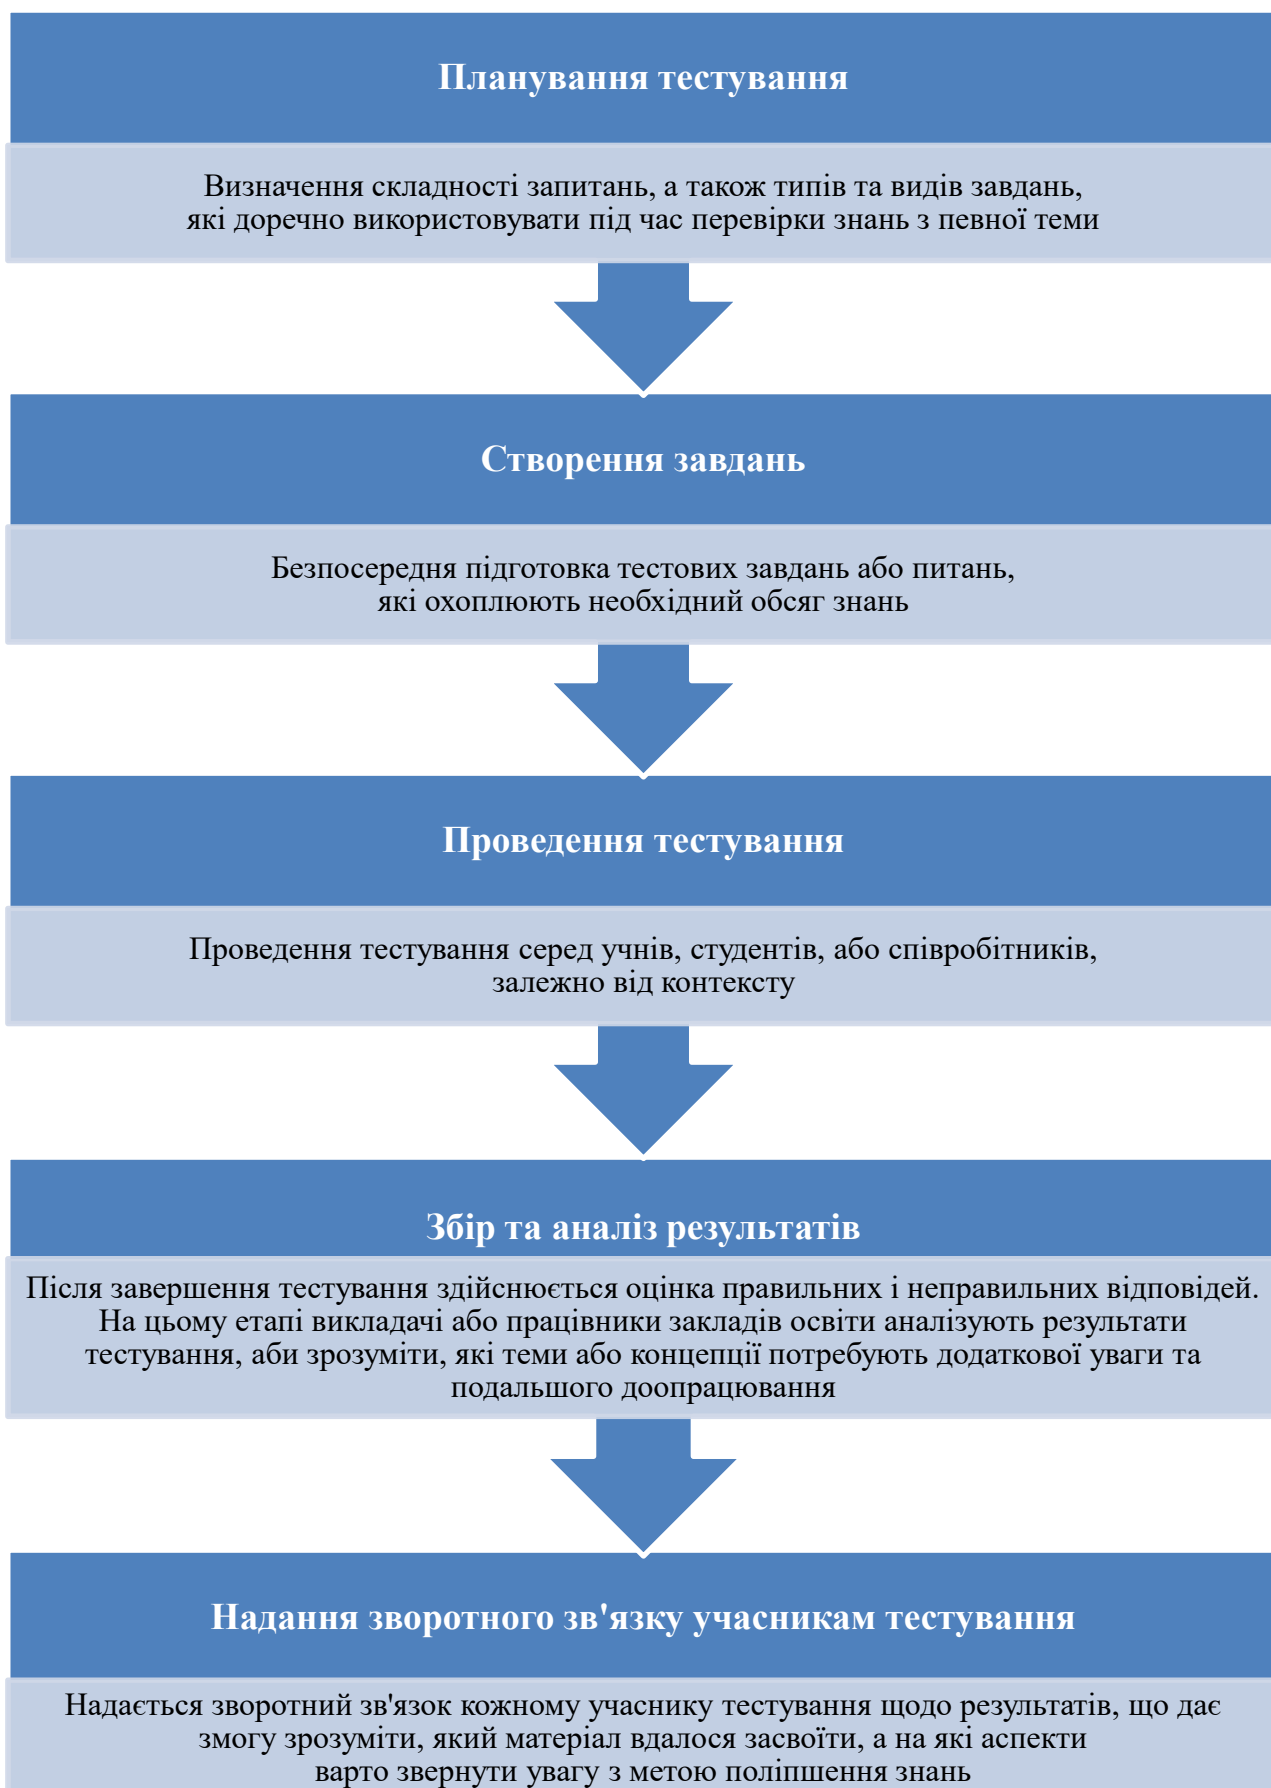 Планування тестування
Визначення складності запитань, а також типів та видів завдань,
які доречно використовувати під час перевірки знань з певної теми
Створення завдань
Безпосередня підготовка тестових завдань або питань,
які охоплюють необхідний обсяг знань
Проведення тестування
Проведення тестування серед учнів, студентів, або співробітників,
залежно від контексту
Збір та аналіз результатів
Після завершення тестування здійснюється оцінка правильних і неправильних відповідей.
На цьому етапі викладачі або працівники закладів освіти аналізують результати
тестування, аби зрозуміти, які теми або концепції потребують додаткової уваги та
подальшого доопрацювання
Надання зворотного зв'язку учасникам тестування
Надається зворотний зв'язок кожному учаснику тестування щодо результатів, що дає
змогу зрозуміти, який матеріал вдалося засвоїти, а на які аспекти
варто звернути увагу з метою поліпшення знань